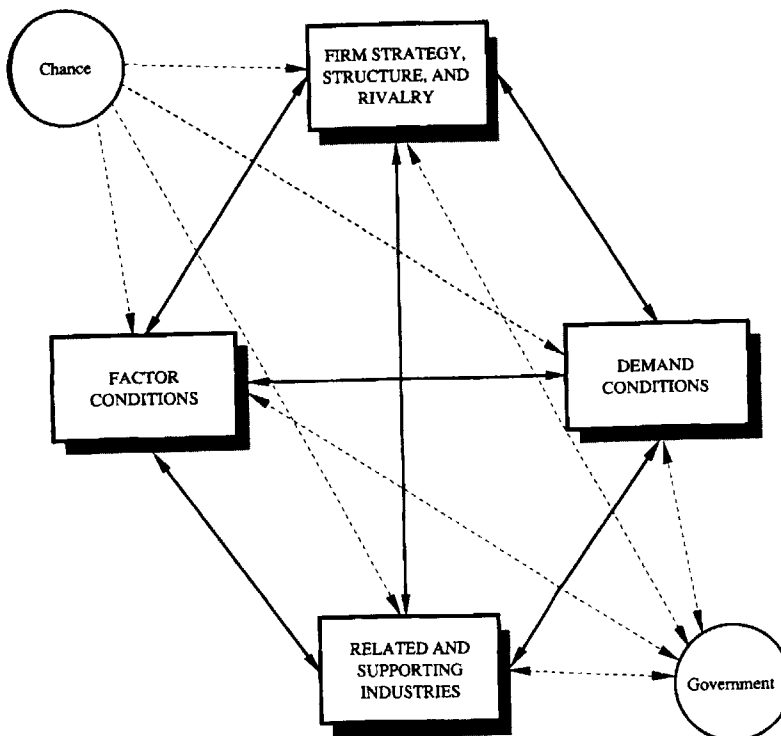 Chance
FIRM STRATEGY,
STRUCTURE, AND
RIVALRY
FACTOR
CONDITIONS
DEMAND
CONDITIONS
RELATED AND
SUPPORTING
INDUSTRIES
Government